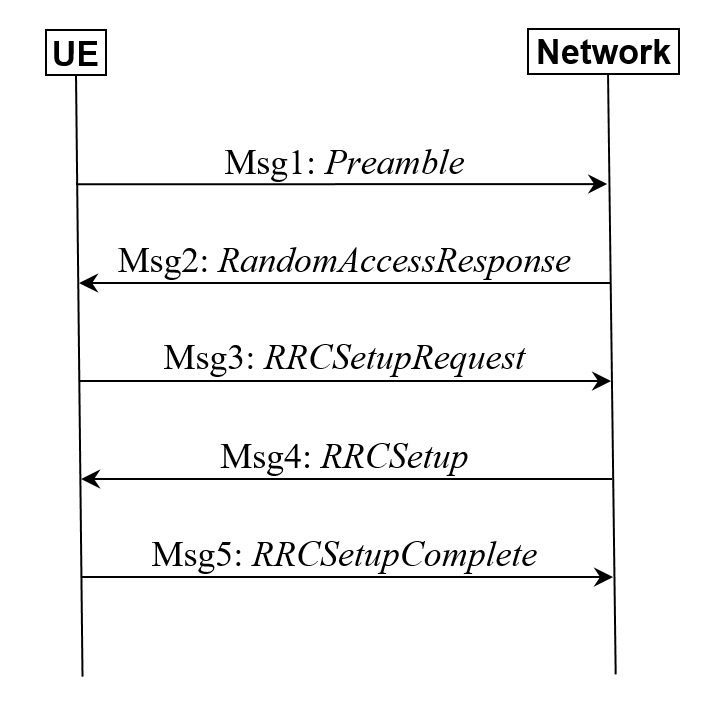 UE
Network
Msg1: Preamble
Msg2: RandomAccessResponse
Msg3: RRCSetupRequest
Msg4: RRCSetup
Msg5: RRCSetupComplete